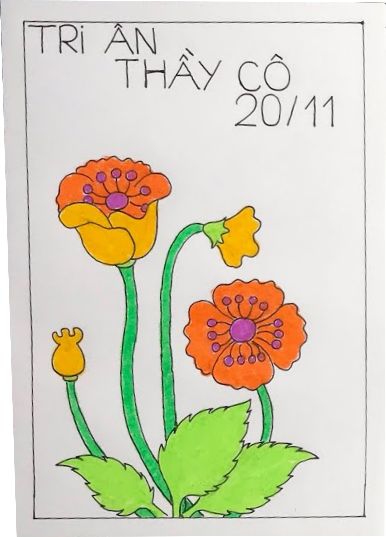 TRi ÂN
THẦY CÔ
20/11